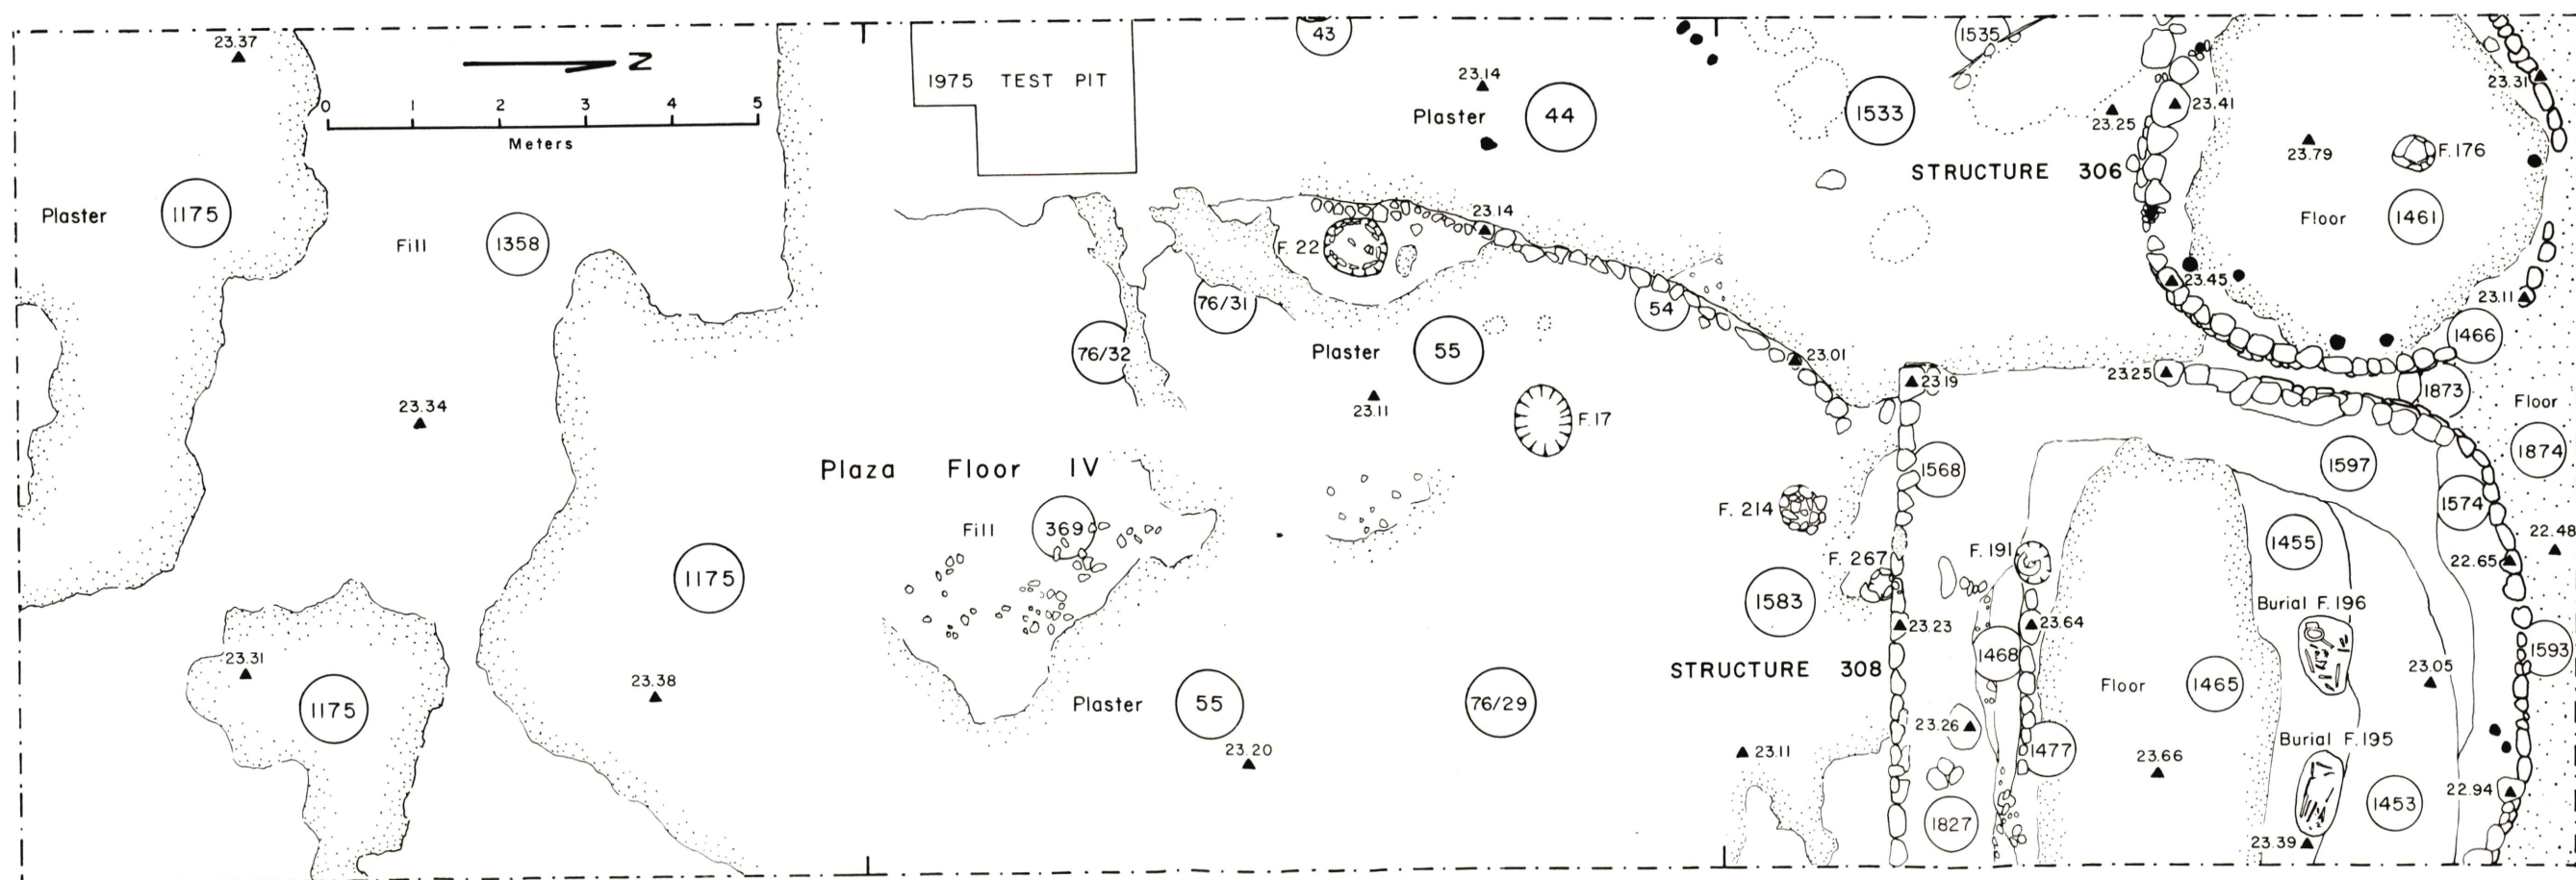 23.37
N
0 1 2 3 4 5
Meters
Plaster 1175
Fill 1358
23.34
1175
23.31
1175
23.38
1975 TEST PIT
43
23.14
Plaster 44
1533
1535
23.25
STRUCTURE 306
23.41
23.31
23.79
F.176
Floor 1461
23.45
23.11
1466
F. 22
23.14
76/31
76/32
54
Plaster 55
23.11
F.17
23.01
23.19
23.25
1873
Floor
1874
Plaza Floor IV
Fill 369
F. 214
1568
1597
1574
22.48
22.65
F. 267
F. 191
1455
1583
Burial F. 196
23.23
23.64
1593
1468
STRUCTURE 308
Floor 1465
23.05
Plaster 55
76/29
23.20
23.26
1477
Burial F. 195
23.11
23.66
22.94
1453
1827
23.39